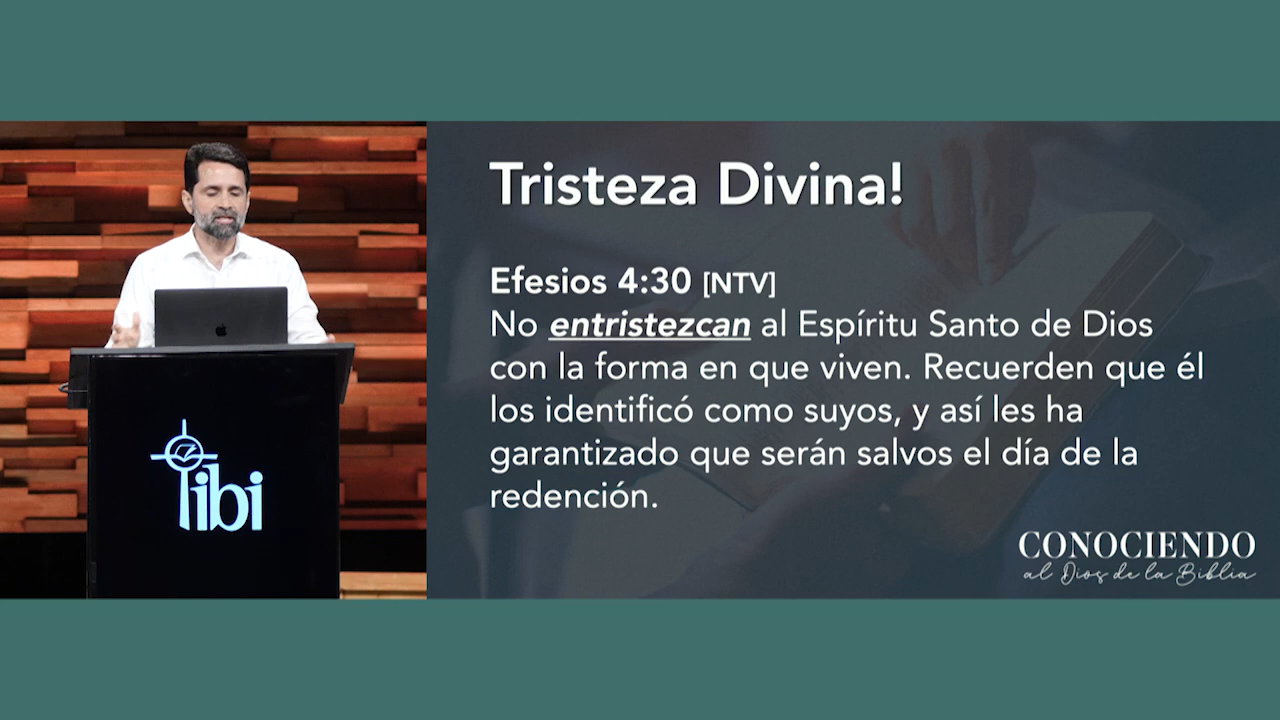 Tristeza Divina!
Efesios 4:30 [NTV]
No entristezcan al Espíritu Santo de Dios
con la forma en que viven. Recuerden que él
los identificó como suyos, y así les ha
garantizado que serán salvos el día de la
redención.
CONOCIENDO
al Dios de la Biblia
ibi